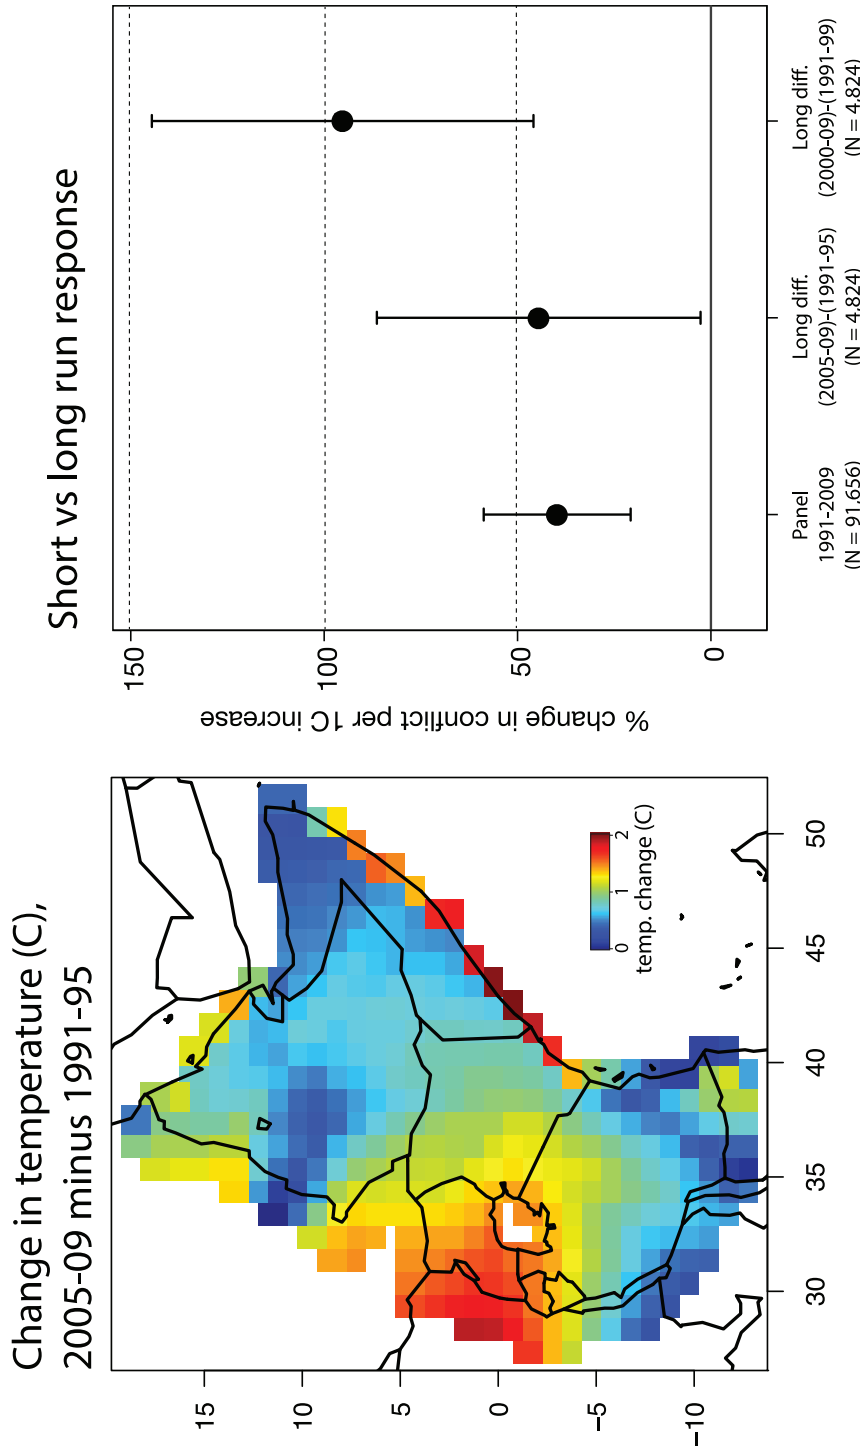 Change in temperature (C),
2005-09 minus 1991-95
15
10
5
0
−5
−10
30
35
40
45
50
0 1 2
temp. change (C)
Short vs long run response
% change in conflict per 1C increase
150
100
50
0
Panel
1991-2009
(N = 91.656)
Long diff.
(2005-09)-(1991-95)
(N = 4.824)
Long diff.
(2000-09)-(1991-99)
(N = 4.824)